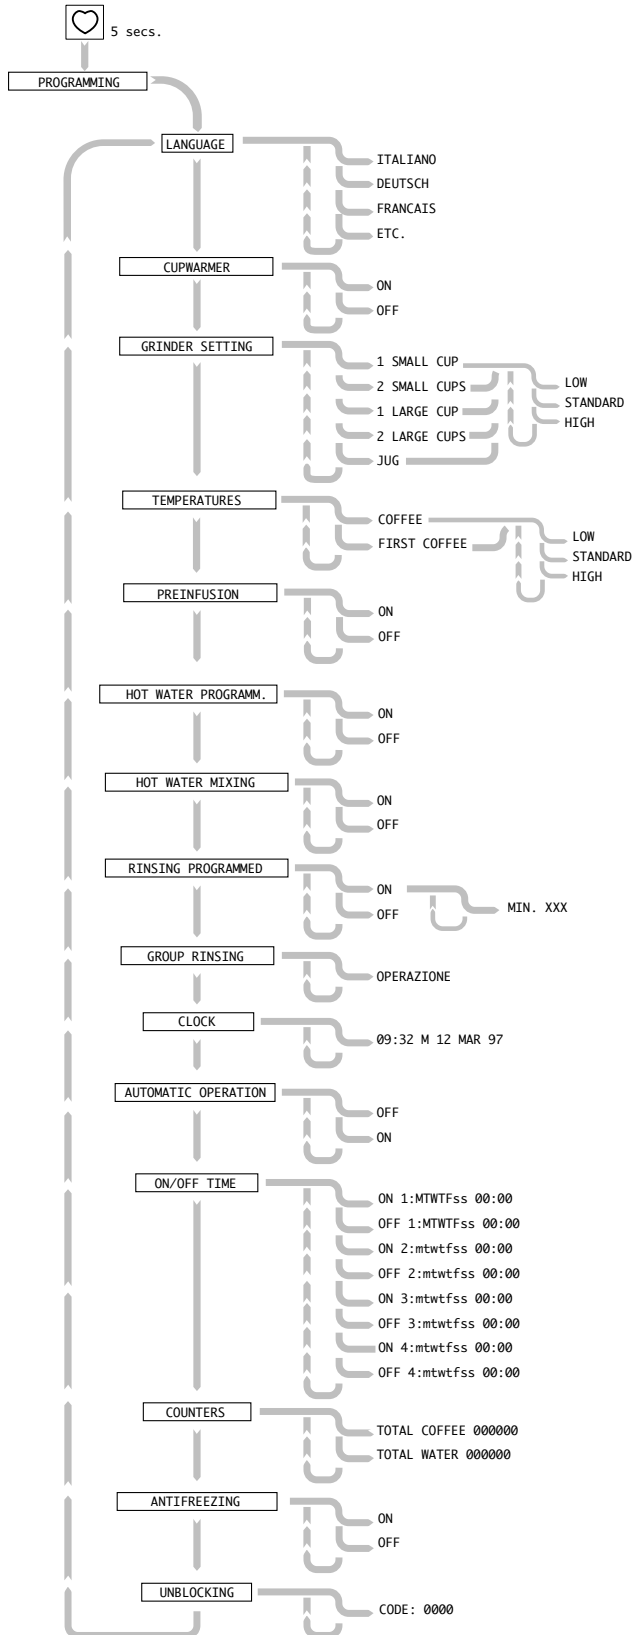 5 secs.
PROGRAMMING
LANGUAGE
ITALIANO
DEUTSCH
FRANCAIS
ETC.
CUPWARMER
ON
OFF
GRINDER SETTING
1 SMALL CUP
2 SMALL CUPS
1 LARGE CUP
2 LARGE CUPS
JUG
LOW
STANDARD
HIGH
TEMPERATURES
COFFEE
FIRST COFFEE
LOW
STANDARD
HIGH
PREINFUSION
ON
OFF
HOT WATER PROGRAMM.
ON
OFF
HOT WATER MIXING
ON
OFF
RINSING PROGRAMMED
ON
OFF
MIN. XXX
GROUP RINSING
OPERAZIONE
CLOCK
09:32 M 12 MAR 97
AUTOMATIC OPERATION
OFF
ON
ON/OFF TIME
ON 1:MTWTFss 00:00
OFF 1:MTWTFss 00:00
ON 2:mtwtfss 00:00
OFF 2:mtwtfss 00:00
ON 3:mtwtfss 00:00
OFF 3:mtwtfss 00:00
ON 4:mtwtfss 00:00
OFF 4:mtwtfss 00:00
COUNTERS
TOTAL COFFEE 000000
TOTAL WATER 000000
ANTIFREEZING
ON
OFF
UNBLOCKING
CODE: 0000